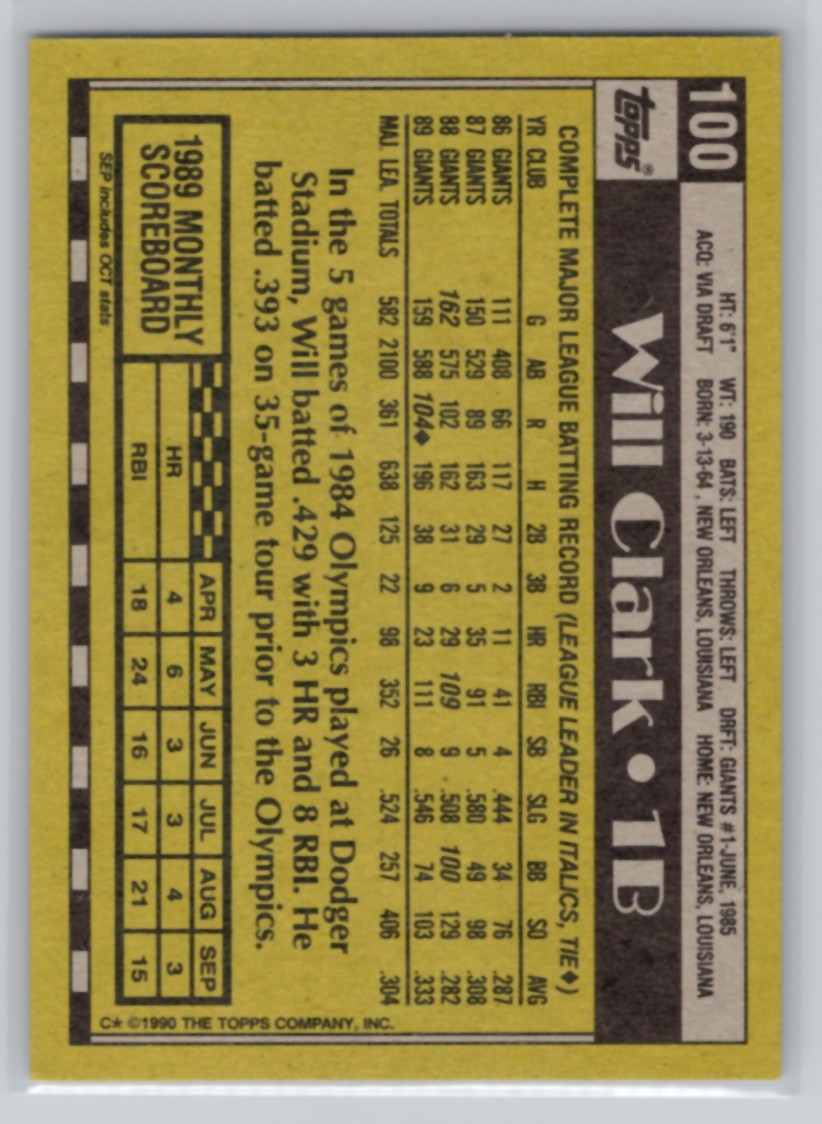 100
HT: 6'1" WT: 190 BATS: LEFT THROWS: LEFT DRFT: GIANTS #1-JUNE, 1985
ACQ: VIA DRAFT BORN: 3-13-64, NEW ORLEANS, LOUISIANA HOME: NEW ORLEANS, LOUISIANA
topps®
Will Clark • 1B
COMPLETE MAJOR LEAGUE BATTING RECORD (LEAGUE LEADER IN ITALICS, TIE♦)
YR CLUB G AB R H 2B 3B HR RBI SB SLG BB SO AVG
86 GIANTS 111 408 66 117 27 2 11 41 4 .444 34 76 .287
87 GIANTS 150 529 89 163 29 5 35 91 5 .580 49 98 .308
88 GIANTS 162 575 102 162 31 6 29 109 9 .508 100 129 .282
89 GIANTS 159 588 104♦ 196 38 9 23 111 8 .546 74 103 .333
MAJ. LEA. TOTALS 582 2100 361 638 125 22 98 352 26 .524 257 406 .304
In the 5 games of 1984 Olympics played at Dodger
Stadium, Will batted .429 with 3 HR and 8 RBI. He
batted .393 on 35-game tour prior to the Olympics.
1989 MONTHLY
SCOREBOARD
APR MAY JUN JUL AUG SEP
HR 4 6 3 3 4 3
RBI 18 24 16 17 21 15
SEP includes OCT stats
C* ©1990 THE TOPPS COMPANY, INC.